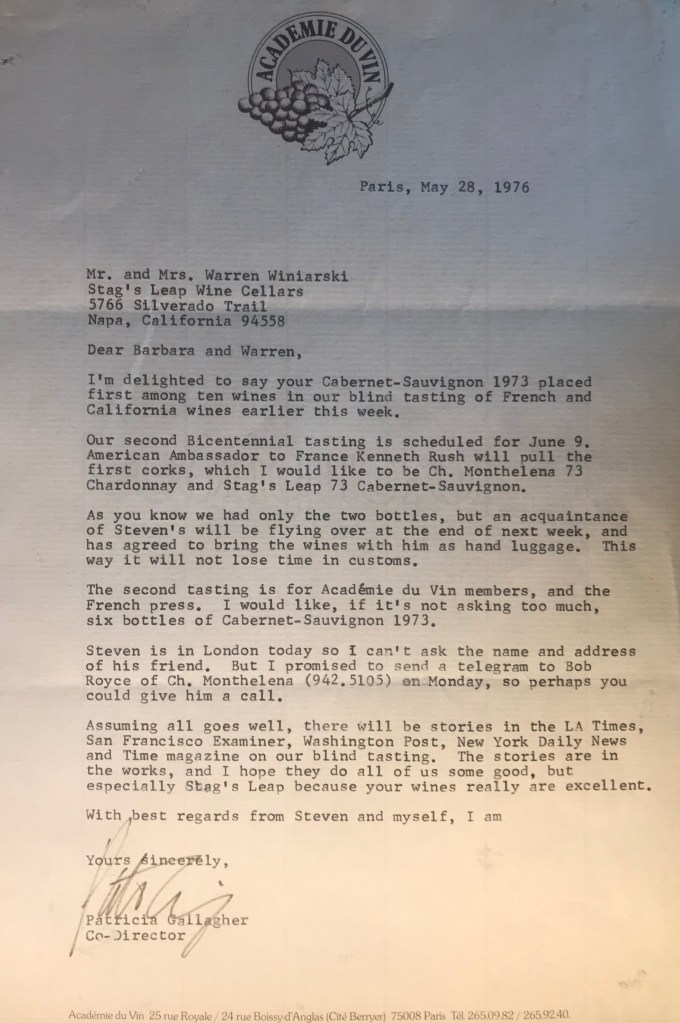 ACADEMIE DU VIN
Paris, May 28, 1976
Mr. and Mrs. Warren Winiarski
Stag's Leap Wine Cellars
5766 Silverado Trail
Napa, California 94558
Dear Barbara and Warren,
I'm delighted to say your Cabernet-Sauvignon 1973 placed
first among ten wines in our blind tasting of French and
California wines earlier this week.
Our second Bicentennial tasting is scheduled for June 9.
American Ambassador to France Kenneth Rush will pull the
first corks, which I would like to be Ch. Monthelena 73
Chardonnay and Stag's Leap 73 Cabernet-Sauvignon.
As you know we had only the two bottles, but an acquaintance
of Steven's will be flying over at the end of next week, and
has agreed to bring the wines with him as hand luggage.  This
way it will not lose time in customs.
The second tasting is for Académie du Vin members, and the
French press.  I would like, if it's not asking too much,
six bottles of Cabernet-Sauvignon 1973.
Steven is in London today so I can't ask the name and address
of his friend.  But I promised to send a telegram to Bob
Royce of Ch. Monthelena (942.5105) on Monday, so perhaps you
could give him a call.
Assuming all goes well, there will be stories in the LA Times,
San Francisco Examiner, Washington Post, New York Daily News
and Time magazine on our blind tasting.  The stories are in
the works, and I hope they do all of us some good, but
especially Stag's Leap because your wines really are excellent.
With best regards from Steven and myself, I am
Yours sincerely,
Patricia Gallagher
Co-Director
Académie du Vin 25 rue Royale / 24 rue Boissy-d'Anglas (Cité Berryer) 75008 Paris Tél. 265.09.82 / 265.92.40.